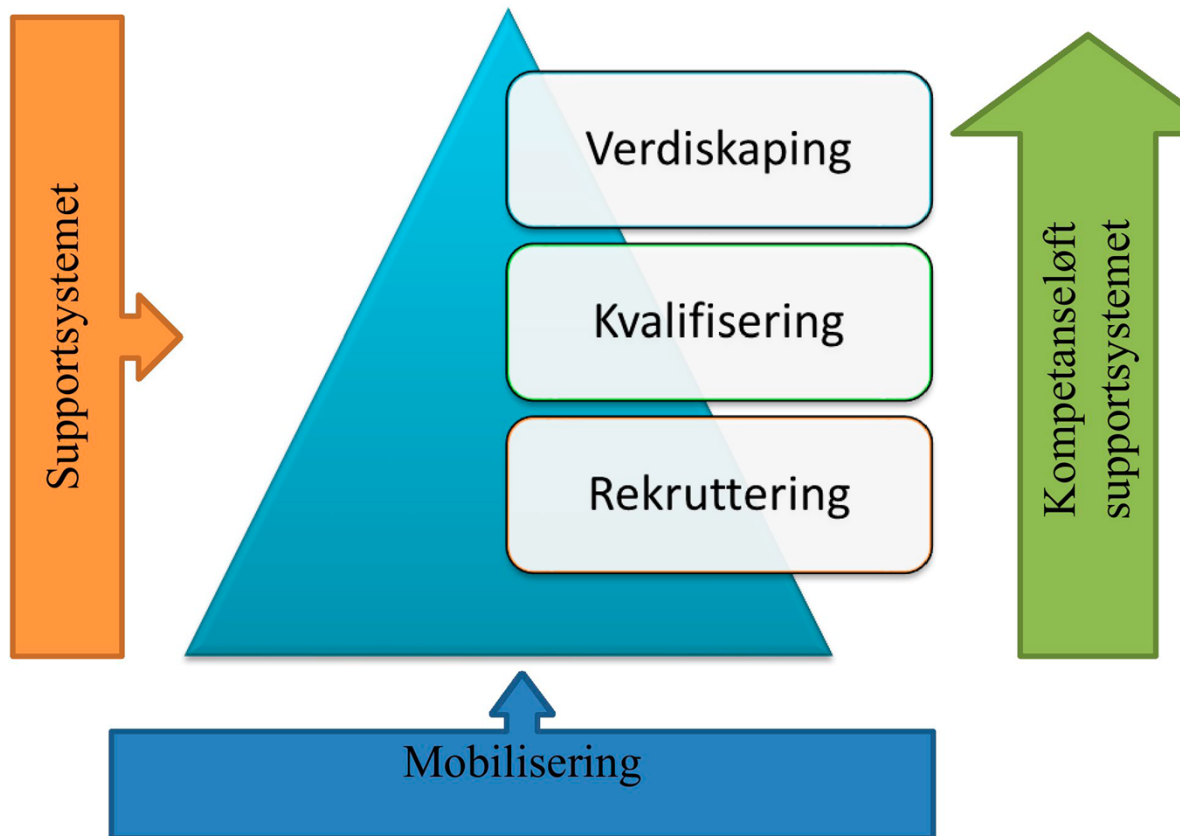 Supportsystemet
Verdiskaping
Kvalifisering
Rekruttering
Kompetanseløft
supportsystemet
Mobilisering